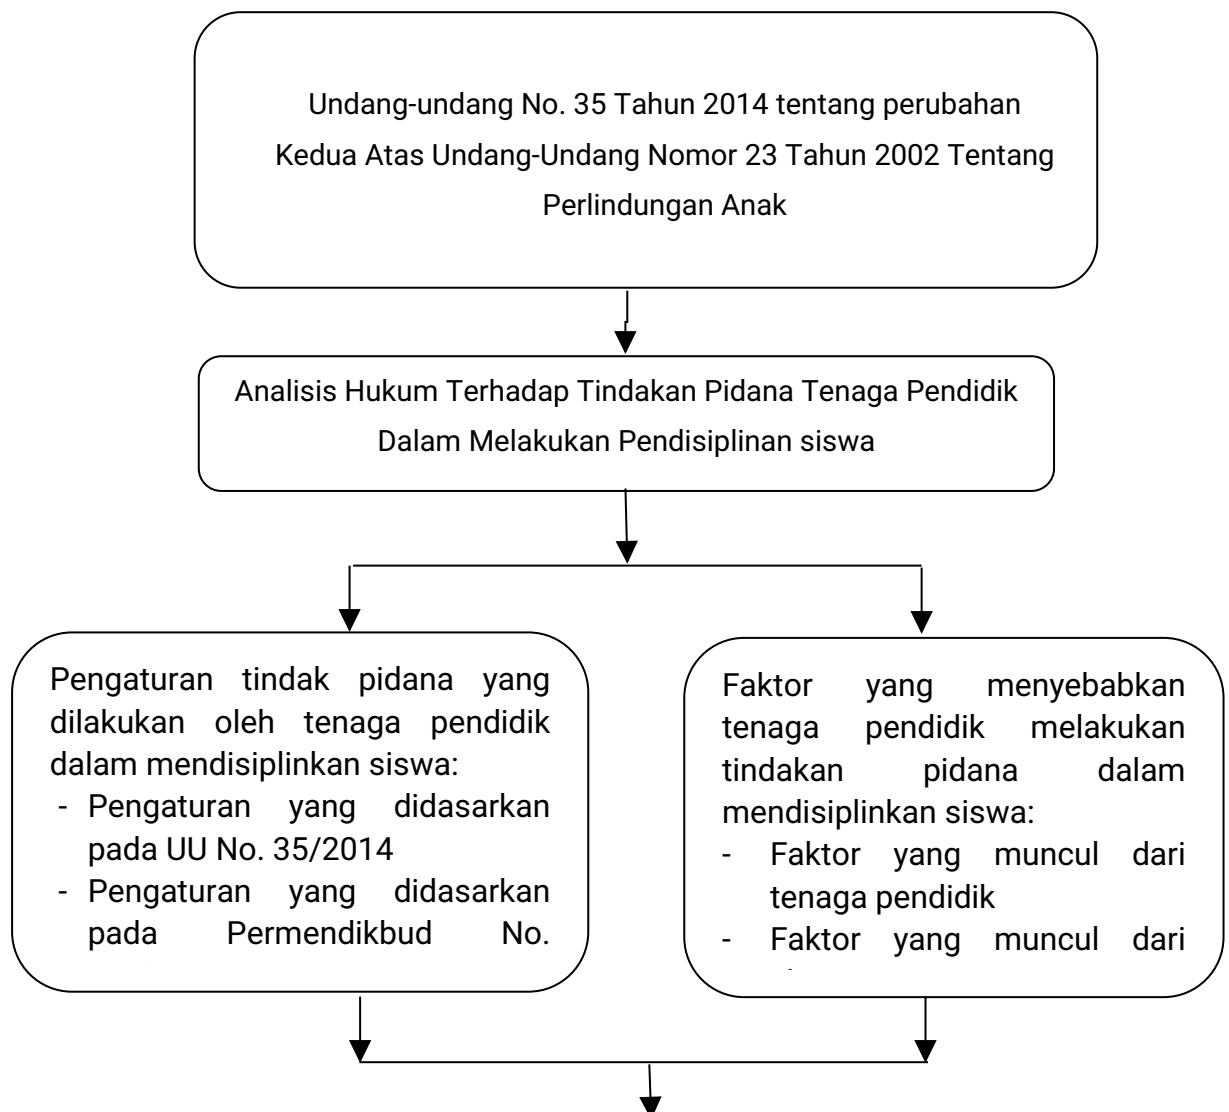 Undang-undang No. 35 Tahun 2014 tentang perubahan
Kedua Atas Undang-Undang Nomor 23 Tahun 2002 Tentang
Perlindungan Anak
Analisis Hukum Terhadap Tindakan Pidana Tenaga Pendidik
Dalam Melakukan Pendisiplinan siswa
Pengaturan tindak pidana yang
dilakukan oleh tenaga pendidik
dalam mendisiplinkan siswa:
- Pengaturan yang didasarkan
pada UU No. 35/2014
- Pengaturan yang didasarkan
pada Permendikbud No.
Faktor yang menyebabkan
tenaga pendidik melakukan
tindakan pidana dalam
mendisiplinkan siswa:
- Faktor yang muncul dari
tenaga pendidik
- Faktor yang muncul dari